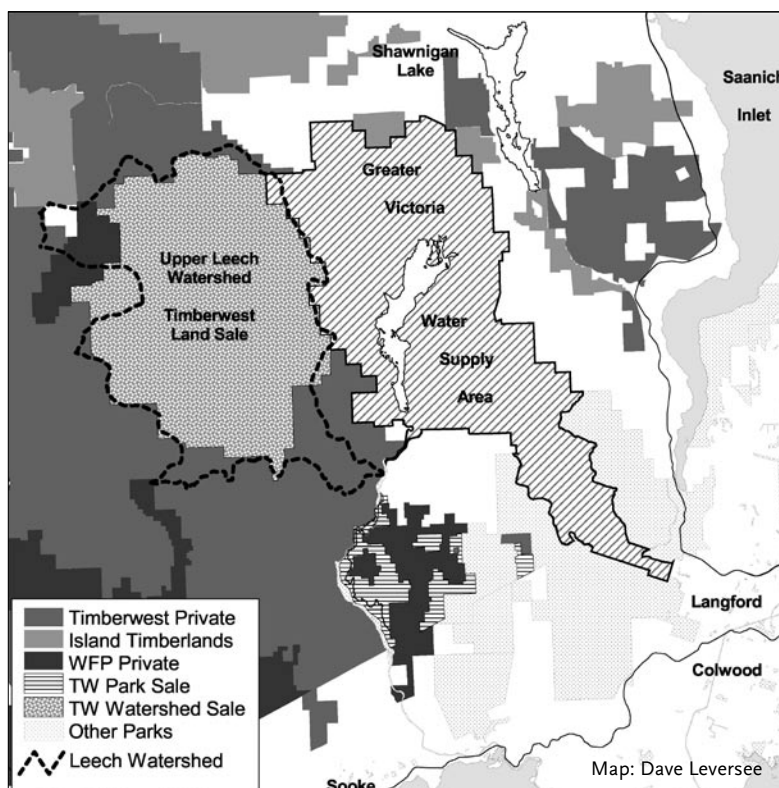 Shawnigan
Lake
Saanich
Inlet
Greater
Victoria
Upper Leech
Watershed
Timberwest
Land Sale
Water
Supply
Area
Langford
Colwood
Timberwest Private
Island Timberlands
WFP Private
TW Park Sale
TW Watershed Sale
Other Parks
Leech Watershed
Map: Dave Leversee
Sooke